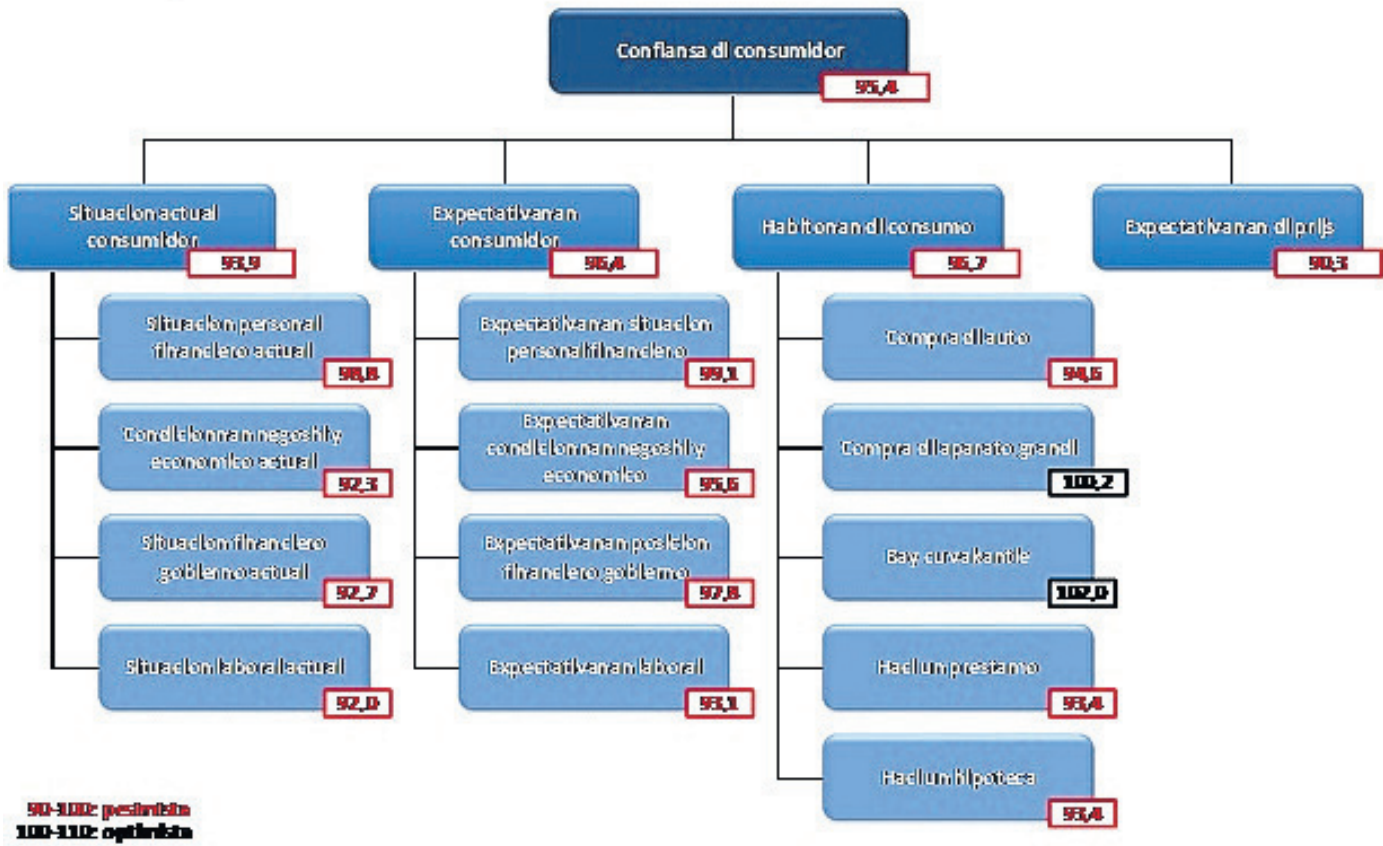 Confiansa di consumidor
95,4
Situacion actual
consumidor
93,9
Situacion personal
financiero actual
98,8
Condicionnan negoshi y
economico actual
92,3
Situacion financiero
gobierno actual
92,7
Situacion laboral actual
92,0
Expectativanan
consumidor
96,4
Expectativanan situacion
personal financiero
99,1
Expectativanan
condicionnan negoshi y
economico
95,6
Expectativanan posicion
financiero gobierno
97,8
Expectativanan laboral
93,1
Habitonan di consumo
96,7
Compra di auto
94,6
Compra di aparato grandi
100,2
Bay cu vakantie
102,0
Haci un prestamo
93,4
Haci un hipoteca
93,4
Expectativanan di prijs
90,3
90-100: pesimista
100-110: optimista